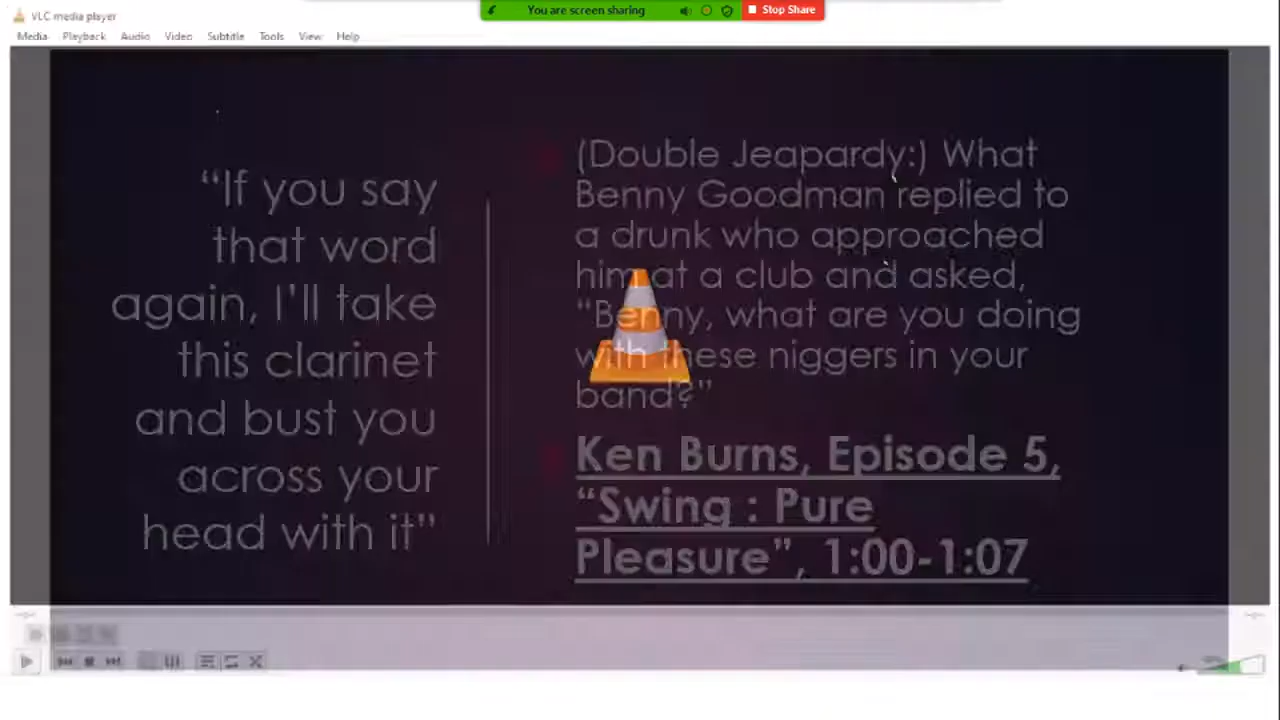 VLC media player
You are screen sharing
Stop Share
Media Playback Audio Video Subtitle Tools View Help
“If you say
that word
again, I’ll take
this clarinet
and bust you
across your
head with it”
(Double Jeapardy:) What
Benny Goodman replied to
a drunk who approached
him at a club and asked,
“Benny, what are you doing
with these niggers in your
band?”
Ken Burns, Episode 5,
“Swing : Pure
Pleasure”, 1:00-1:07